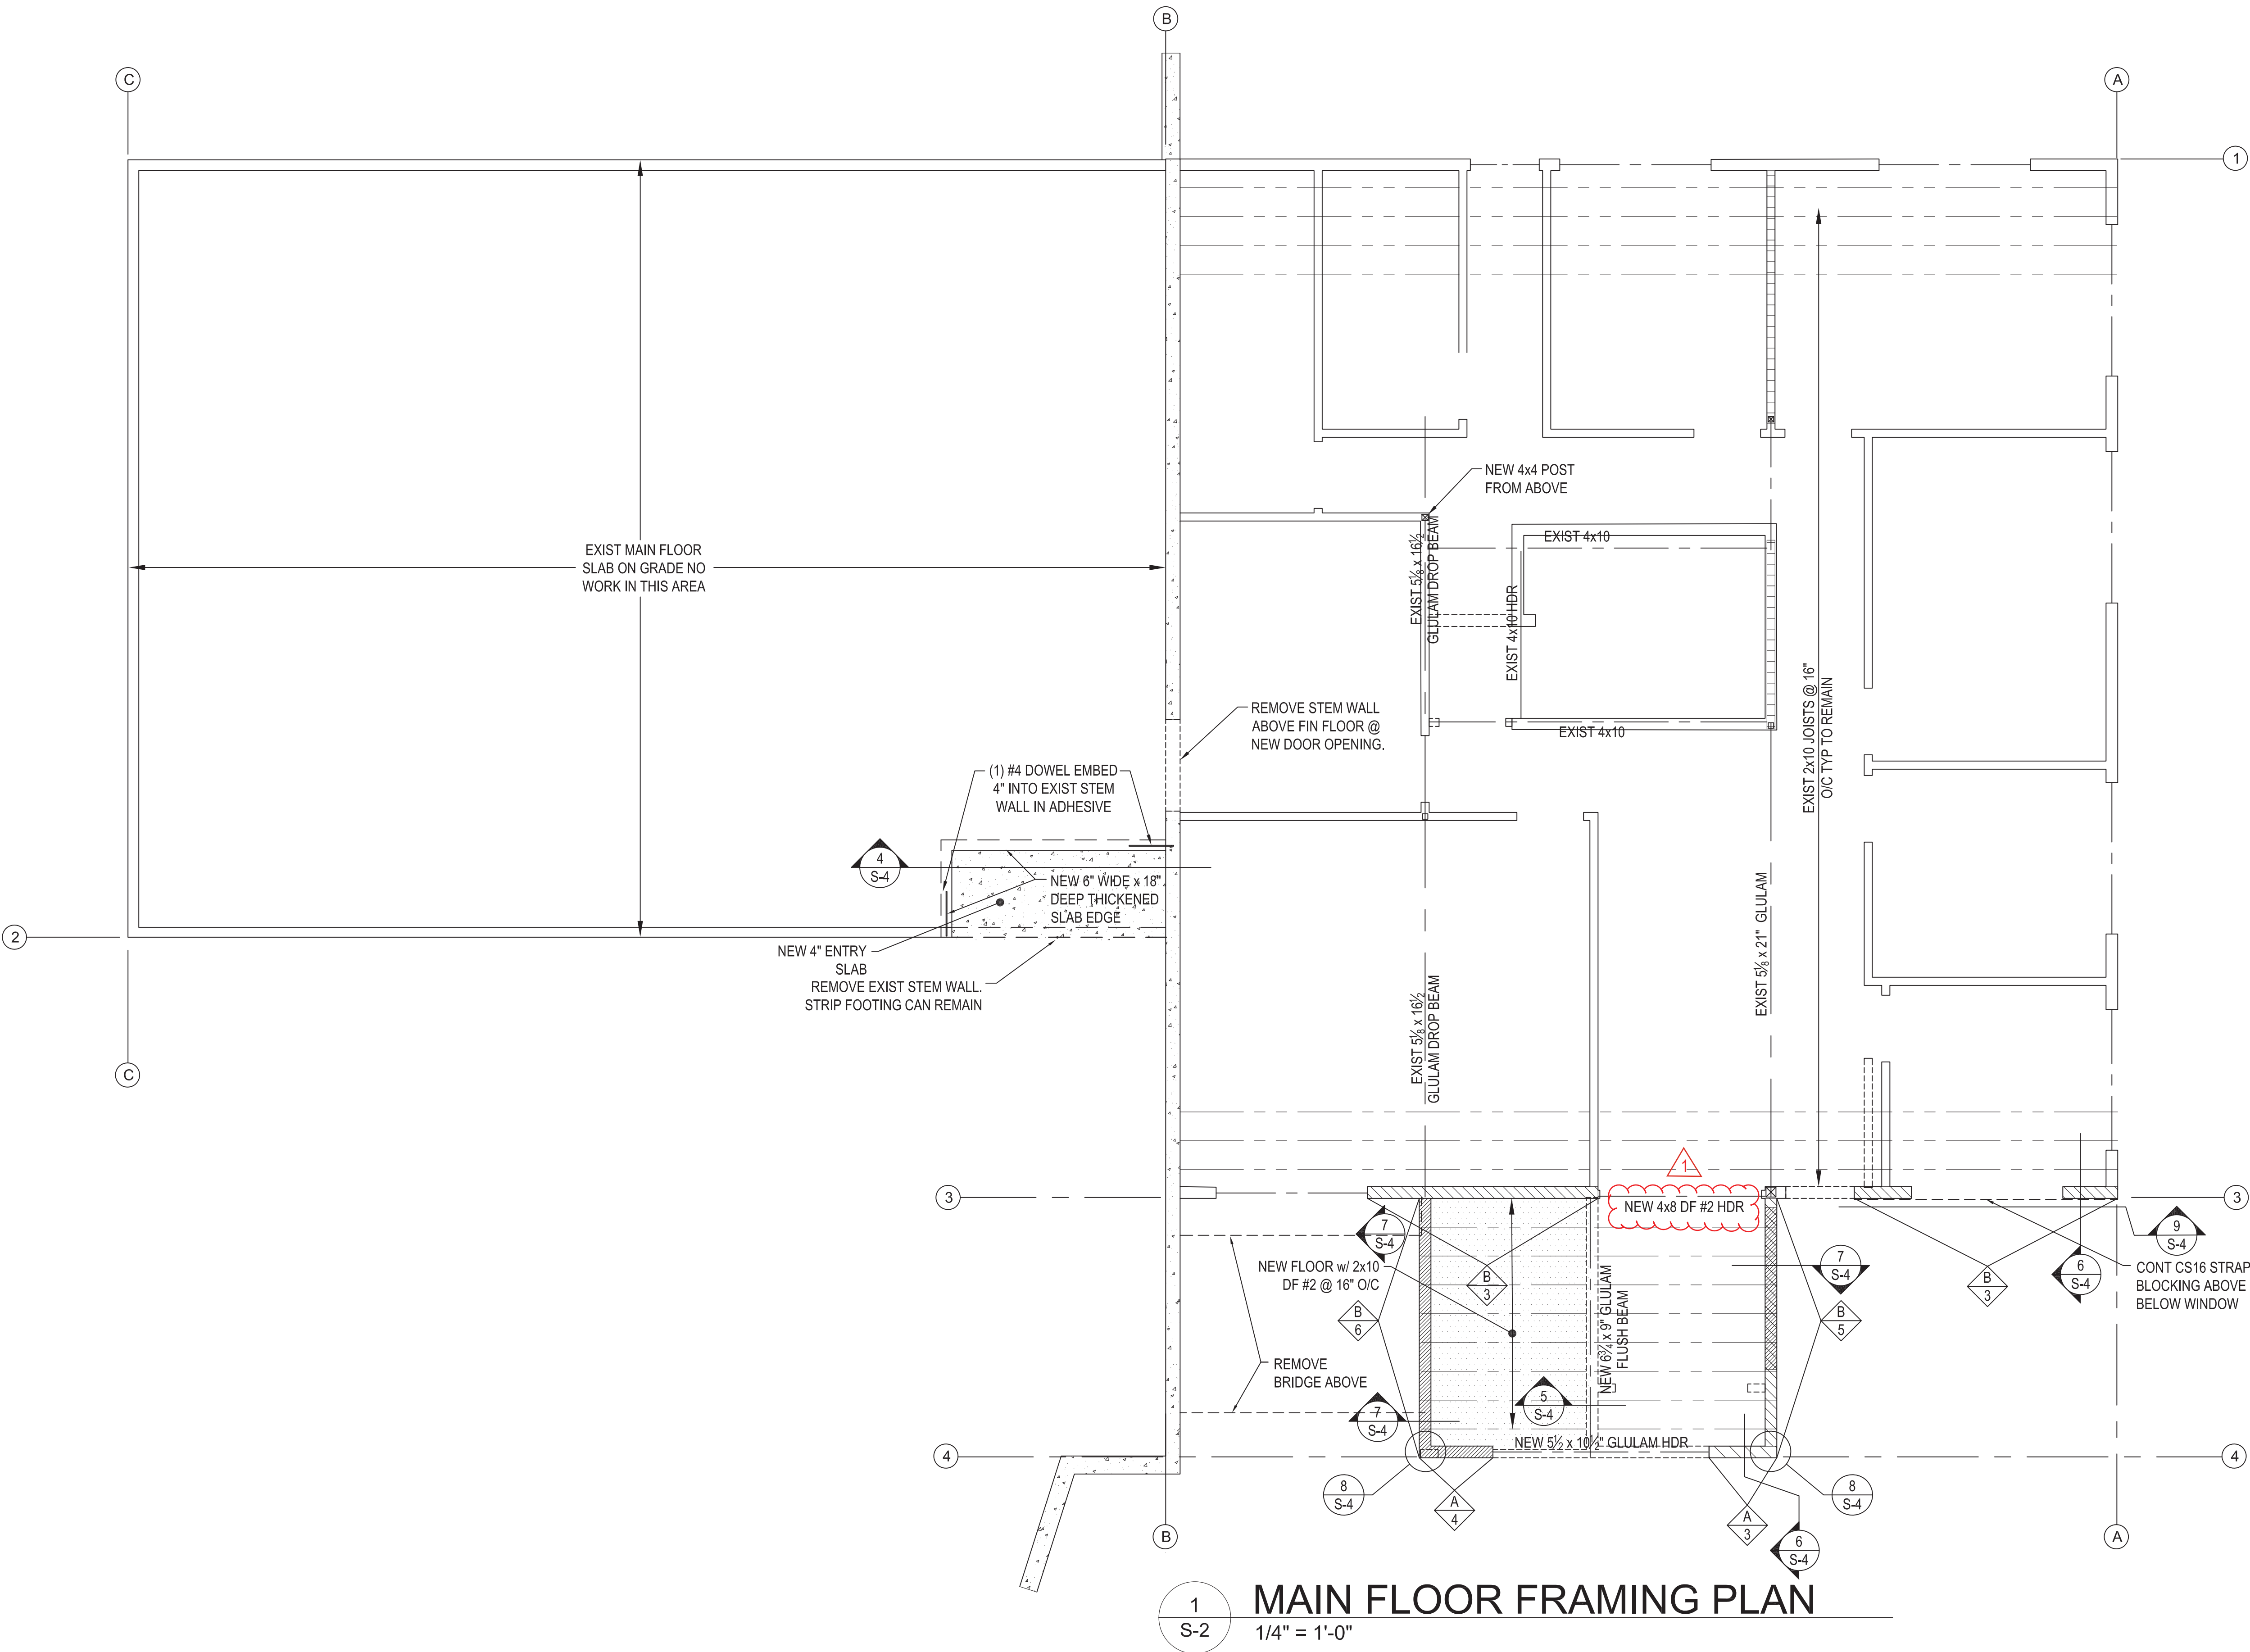 B
C
A
1
NEW 4x4 POST
FROM ABOVE
EXIST 5⅛ x 16½
GLULAM DROP BEAM
EXIST 4x10
EXIST 4x10 HDR
EXIST 4x10
EXIST MAIN FLOOR
SLAB ON GRADE NO
WORK IN THIS AREA
EXIST 2x10 JOISTS @ 16"
O/C TYP TO REMAIN
REMOVE STEM WALL
ABOVE FIN FLOOR @
NEW DOOR OPENING.
(1) #4 DOWEL EMBED
4" INTO EXIST STEM
WALL IN ADHESIVE
4
S-4
NEW 6" WIDE x 18"
DEEP THICKENED
SLAB EDGE
2
NEW 4" ENTRY
SLAB
REMOVE EXIST STEM WALL.
STRIP FOOTING CAN REMAIN
EXIST 5⅛ x 21" GLULAM
EXIST 5⅛ x 16½
GLULAM DROP BEAM
C
1
3
3
NEW 4x8 DF #2 HDR
7
S-4
9
S-4
NEW FLOOR w/ 2x10
DF #2 @ 16" O/C
B
3
7
S-4
B
3
6
S-4
CONT CS16 STRAP
BLOCKING ABOVE
BELOW WINDOW
B
6
NEW 6¾ x 9" GLULAM
FLUSH BEAM
B
5
REMOVE
BRIDGE ABOVE
7
S-4
5
S-4
NEW 5½ x 10½" GLULAM HDR
4
4
8
S-4
A
4
A
3
8
S-4
B
6
S-4
A
1
S-2
MAIN FLOOR FRAMING PLAN
1/4" = 1'-0"